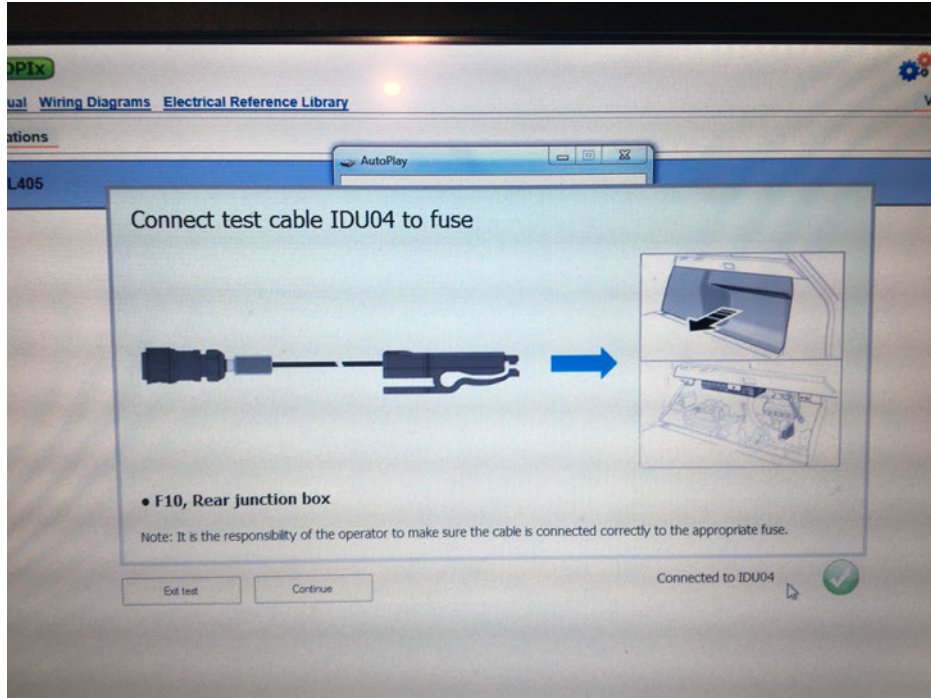 OPIx
ual Wiring Diagrams Electrical Reference Library
ations
AutoPlay
L405
Connect test cable IDU04 to fuse
• F10, Rear junction box
Note: It is the responsibility of the operator to make sure the cable is connected correctly to the appropriate fuse.
Exit test Continue Connected to IDU04